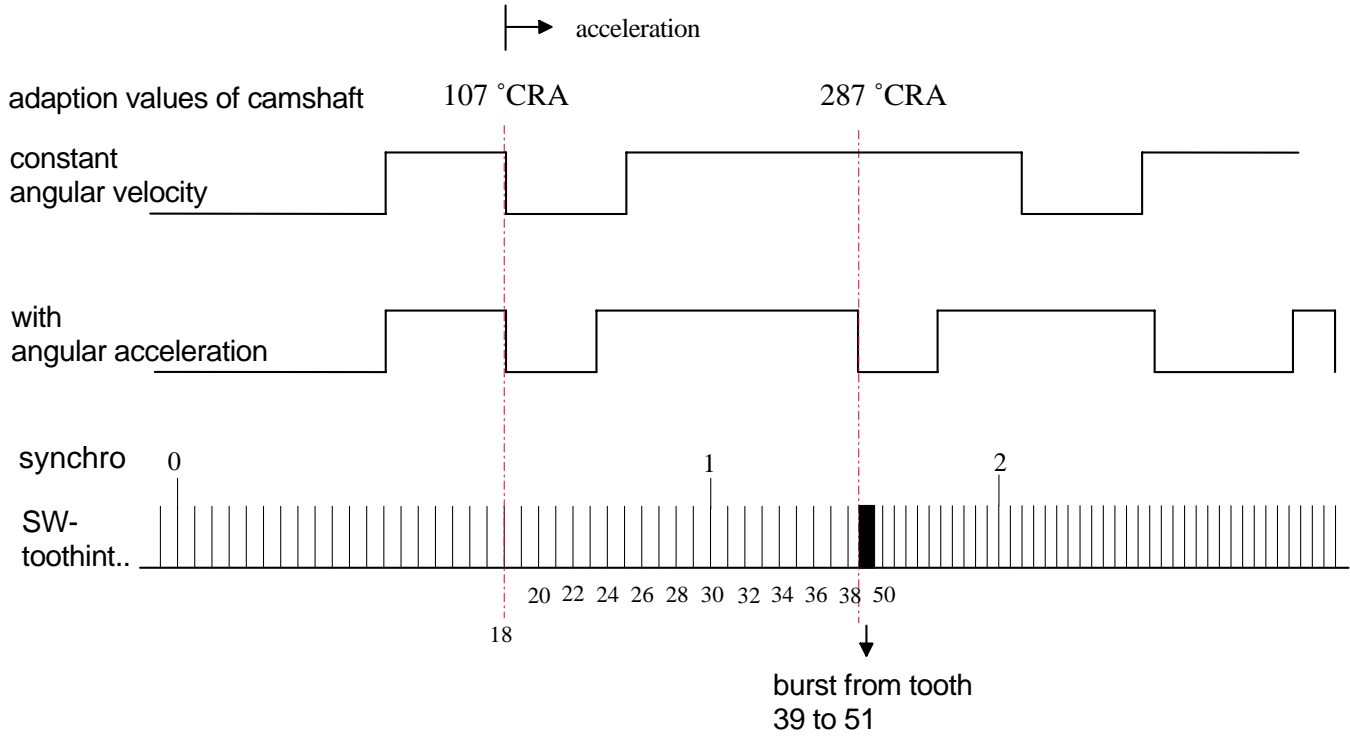 acceleration
adaption values of camshaft
107 ˚CRA
287 ˚CRA
constant
angular velocity
with
angular acceleration
synchro
0
1
2
SW-
toothint..
20 22 24 26 28 30 32 34 36 38 50
18
burst from tooth
39 to 51